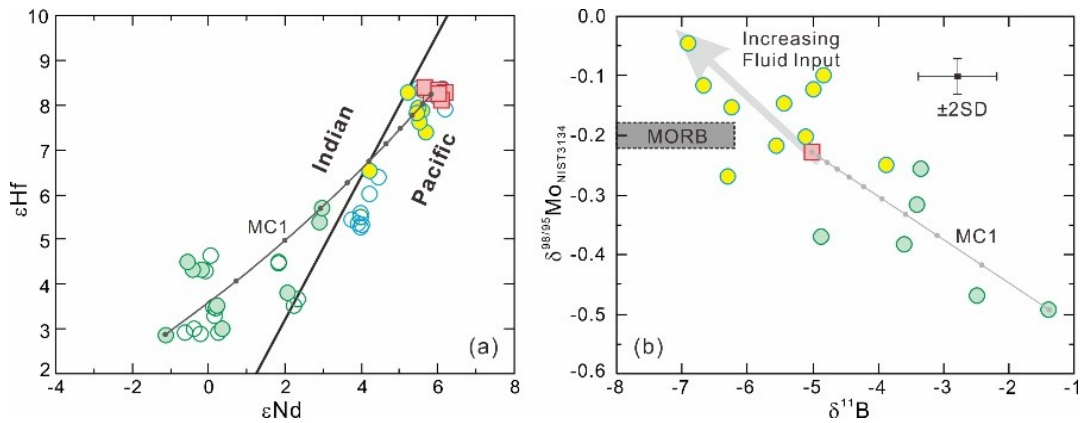 10
9
8
7
6
5
4
3
2
εHf
-4
-2
0
2
4
6
8
εNd
Indian
Pacific
MC1
(a)
0.0
-0.1
-0.2
-0.3
-0.4
-0.5
-0.6
δ98/95MoNIST3134
-8
-7
-6
-5
-4
-3
-2
-1
δ11B
Increasing
Fluid Input
±2SD
MORB
MC1
(b)